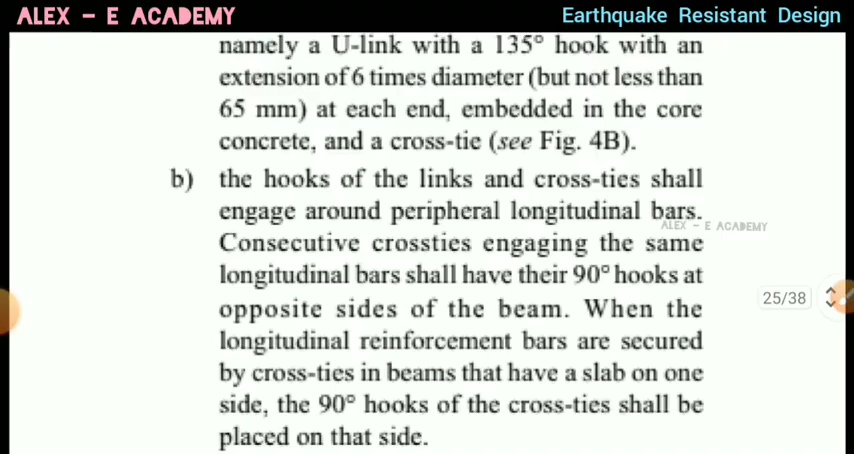 ALEX - E ACADEMY
Earthquake Resistant Design
namely a U-link with a 135° hook with an
extension of 6 times diameter (but not less than
65 mm) at each end, embedded in the core
concrete, and a cross-tie (see Fig. 4B).
b) the hooks of the links and cross-ties shall
engage around peripheral longitudinal bars.
ALEX - E ACADEMY
Consecutive crossties engaging the same
longitudinal bars shall have their 90° hooks at
25/38
opposite sides of the beam. When the
longitudinal reinforcement bars are secured
by cross-ties in beams that have a slab on one
side, the 90° hooks of the cross-ties shall be
placed on that side.